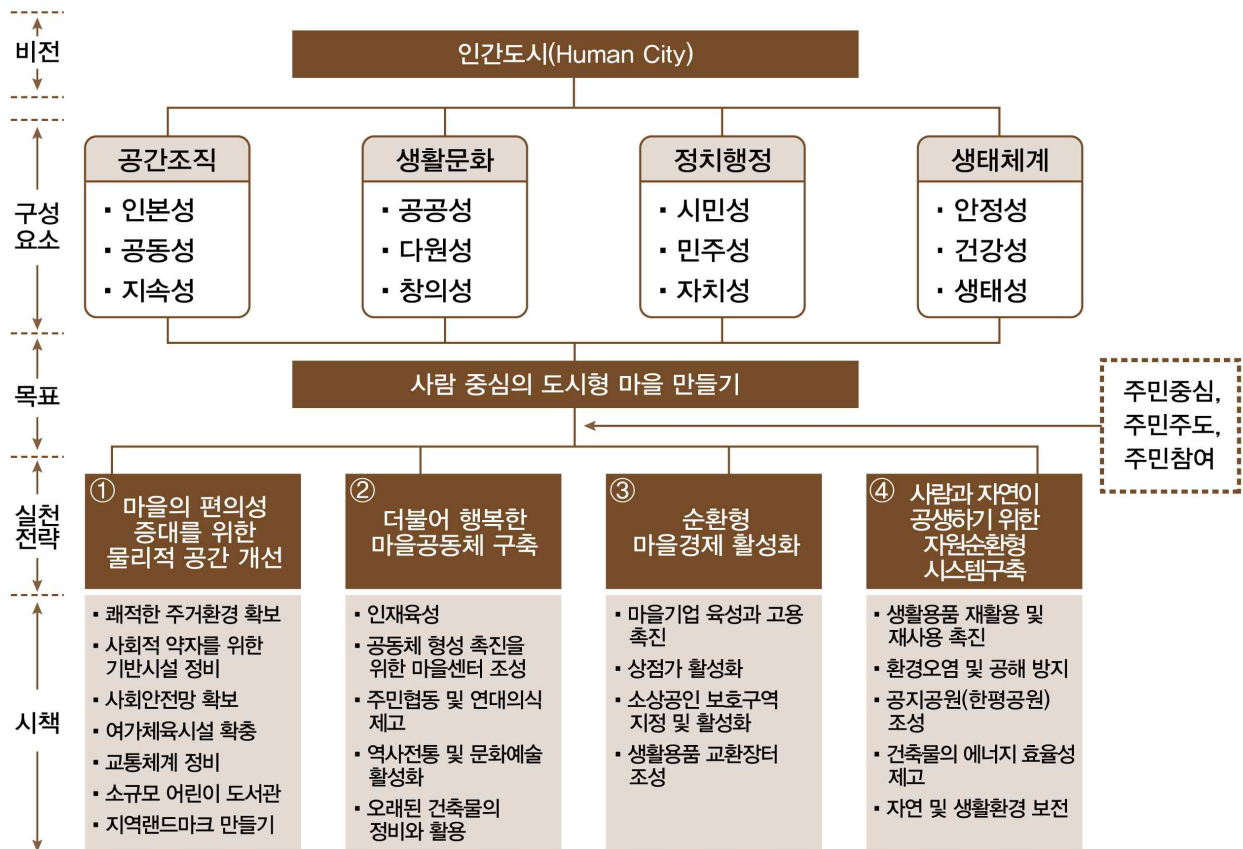 비전
인간도시(Human City)
구성
요소
공간조직
▪ 인본성
▪ 공동성
▪ 지속성
생활문화
▪ 공공성
▪ 다원성
▪ 창의성
정치행정
▪ 시민성
▪ 민주성
▪ 자치성
생태체계
▪ 안정성
▪ 건강성
▪ 생태성
목표
사람 중심의 도시형 마을 만들기
주민중심,
주민주도,
주민참여
실천
전략
①
마을의 편의성
증대를 위한
물리적 공간 개선
②
더불어 행복한
마을공동체 구축
③
순환형
마을경제 활성화
④
사람과 자연이
공생하기 위한
자원순환형
시스템구축
시책
▪ 쾌적한 주거환경 확보
▪ 사회적 약자를 위한
기반시설 정비
▪ 사회안전망 확보
▪ 여가체육시설 확충
▪ 교통체계 정비
▪ 소규모 어린이 도서관
▪ 지역랜드마크 만들기
▪ 인재육성
▪ 공동체 형성 촉진을
위한 마을센터 조성
▪ 주민협동 및 연대의식
제고
▪ 역사전통 및 문화예술
활성화
▪ 오래된 건축물의
정비와 활용
▪ 마을기업 육성과 고용
촉진
▪ 상점가 활성화
▪ 소상공인 보호구역
지정 및 활성화
▪ 생활용품 교환장터
조성
▪ 생활용품 재활용 및
재사용 촉진
▪ 환경오염 및 공해 방지
▪ 공지공원(한평공원)
조성
▪ 건축물의 에너지 효율성
제고
▪ 자연 및 생활환경 보전